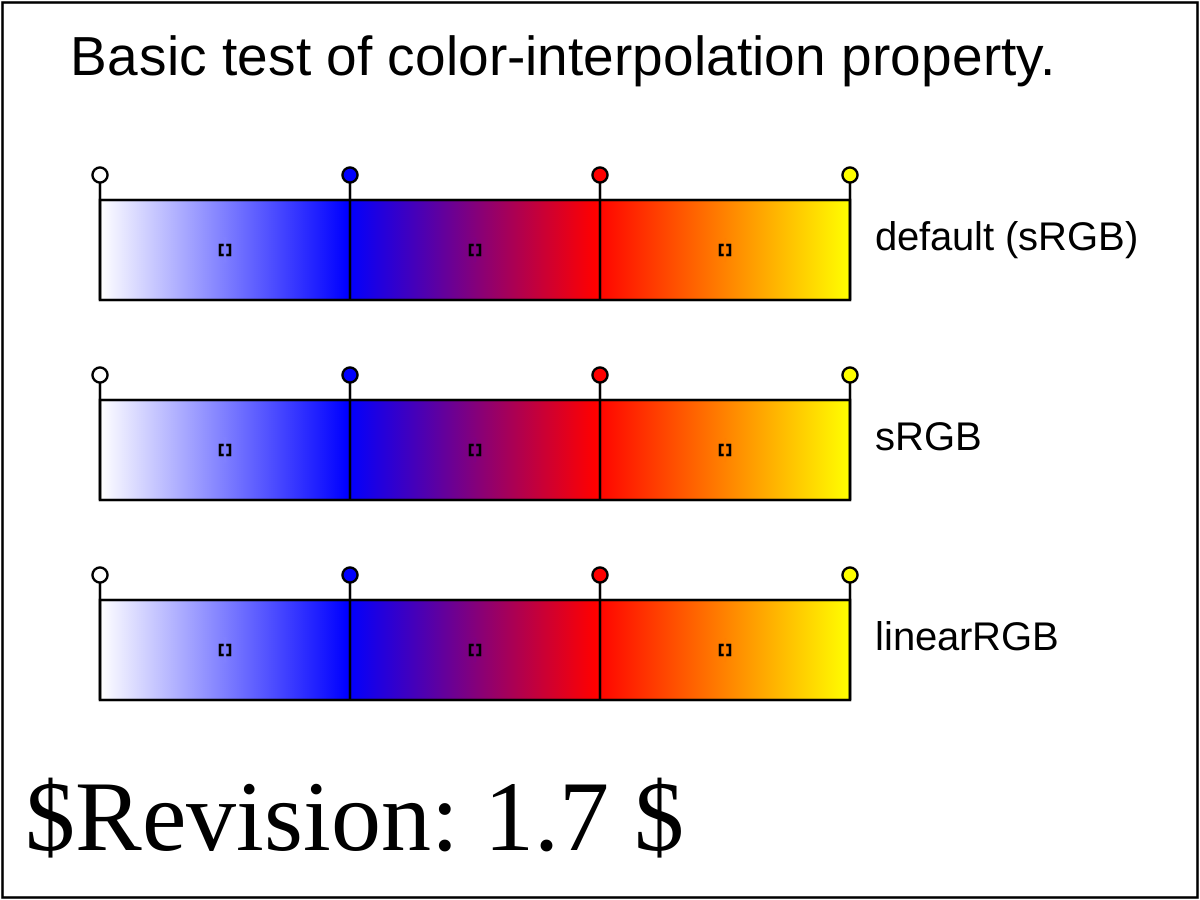 Basic test of color-interpolation property.
default (sRGB)
sRGB
linearRGB
$Revision: 1.7 $